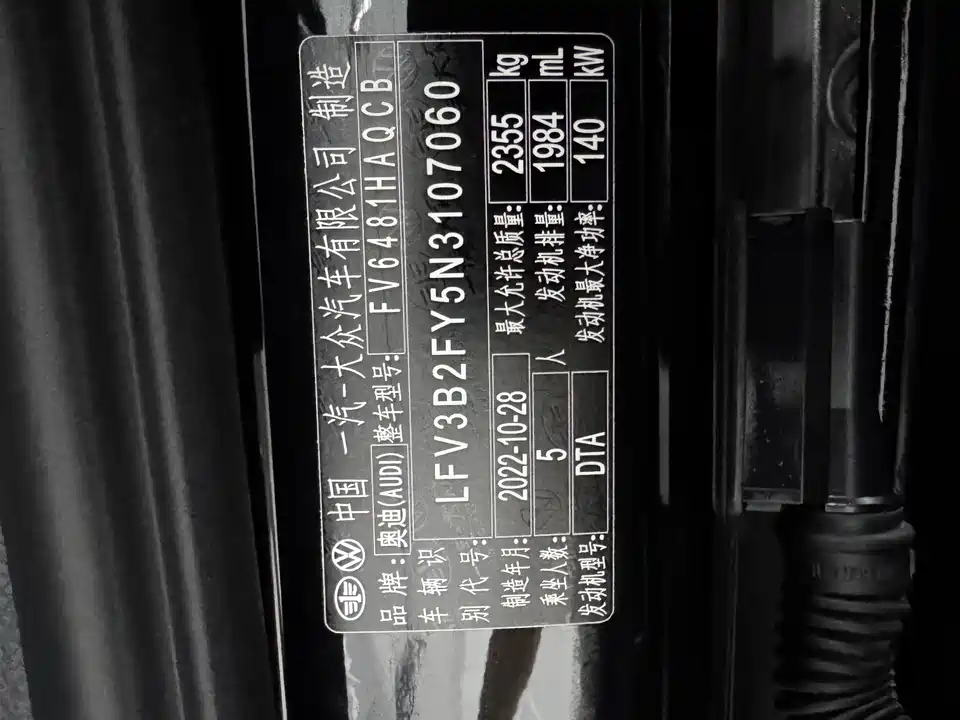 中国 一汽-大众汽车有限公司 制造
品牌: 奥迪(AUDI) 整车型号: FV6481HAQCB
车辆识别代号: LFV3B2FY5N3107060
制造年月: 2022-10-28 最大允许总质量: 2355 kg
乘坐人数: 5 人 发动机排量: 1984 mL
发动机型号: DTA 发动机最大净功率: 140 kW